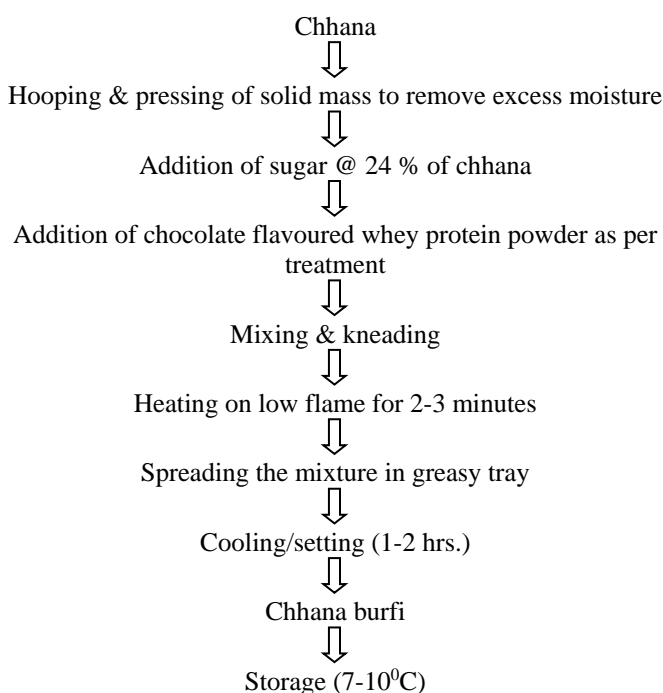 Chhana
Hooping & pressing of solid mass to remove excess moisture
Addition of sugar @ 24 % of chhana
Addition of chocolate flavoured whey protein powder as per
treatment
Mixing & kneading
Heating on low flame for 2-3 minutes
Spreading the mixture in greasy tray
Cooling/setting (1-2 hrs.)
Chhana burfi
Storage (7-10⁰C)